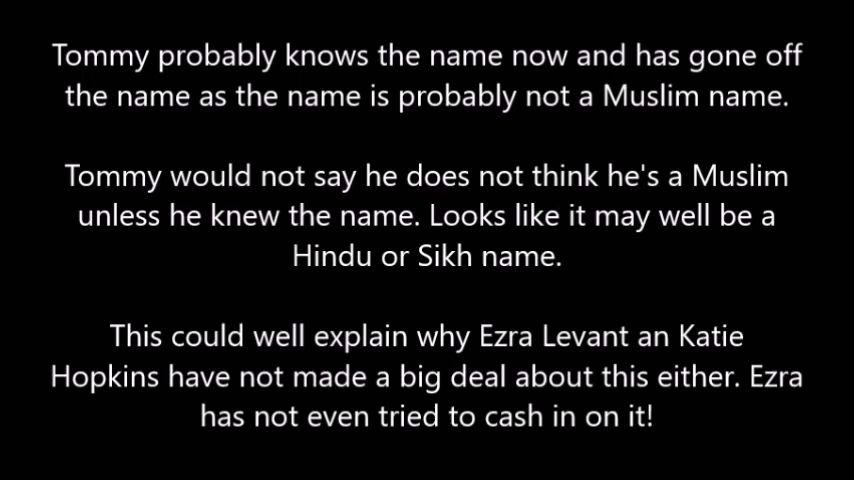 Tommy probably knows the name now and has gone off
the name as the name is probably not a Muslim name.
Tommy would not say he does not think he's a Muslim
unless he knew the name. Looks like it may well be a
Hindu or Sikh name.
This could well explain why Ezra Levant an Katie
Hopkins have not made a big deal about this either. Ezra
has not even tried to cash in on it!